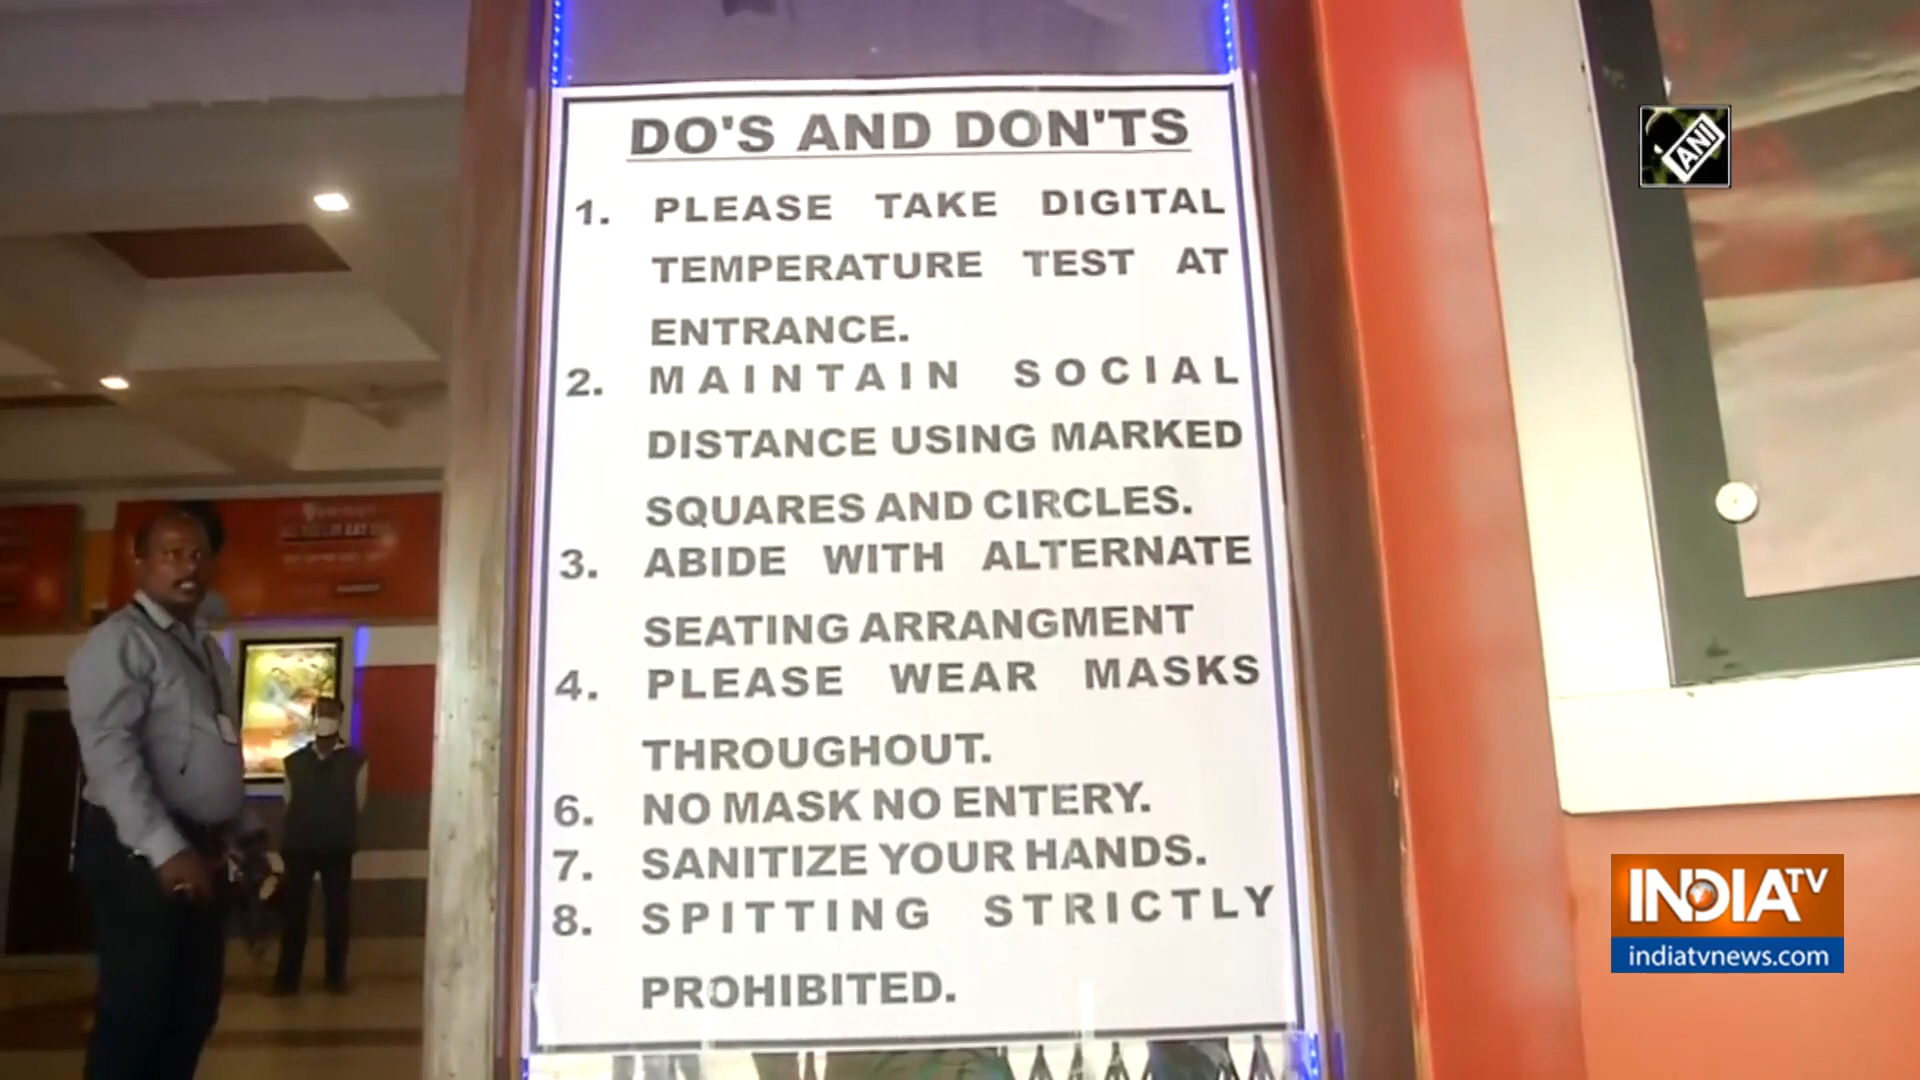 DO'S AND DON'TS
1. PLEASE TAKE DIGITAL
TEMPERATURE TEST AT
ENTRANCE.
2. MAINTAIN SOCIAL
DISTANCE USING MARKED
SQUARES AND CIRCLES.
3. ABIDE WITH ALTERNATE
SEATING ARRANGMENT
4. PLEASE WEAR MASKS
THROUGHOUT.
6. NO MASK NO ENTERY.
7. SANITIZE YOUR HANDS.
8. SPITTING STRICTLY
PROHIBITED.
ANI
INDIA TV
indiatvnews.com